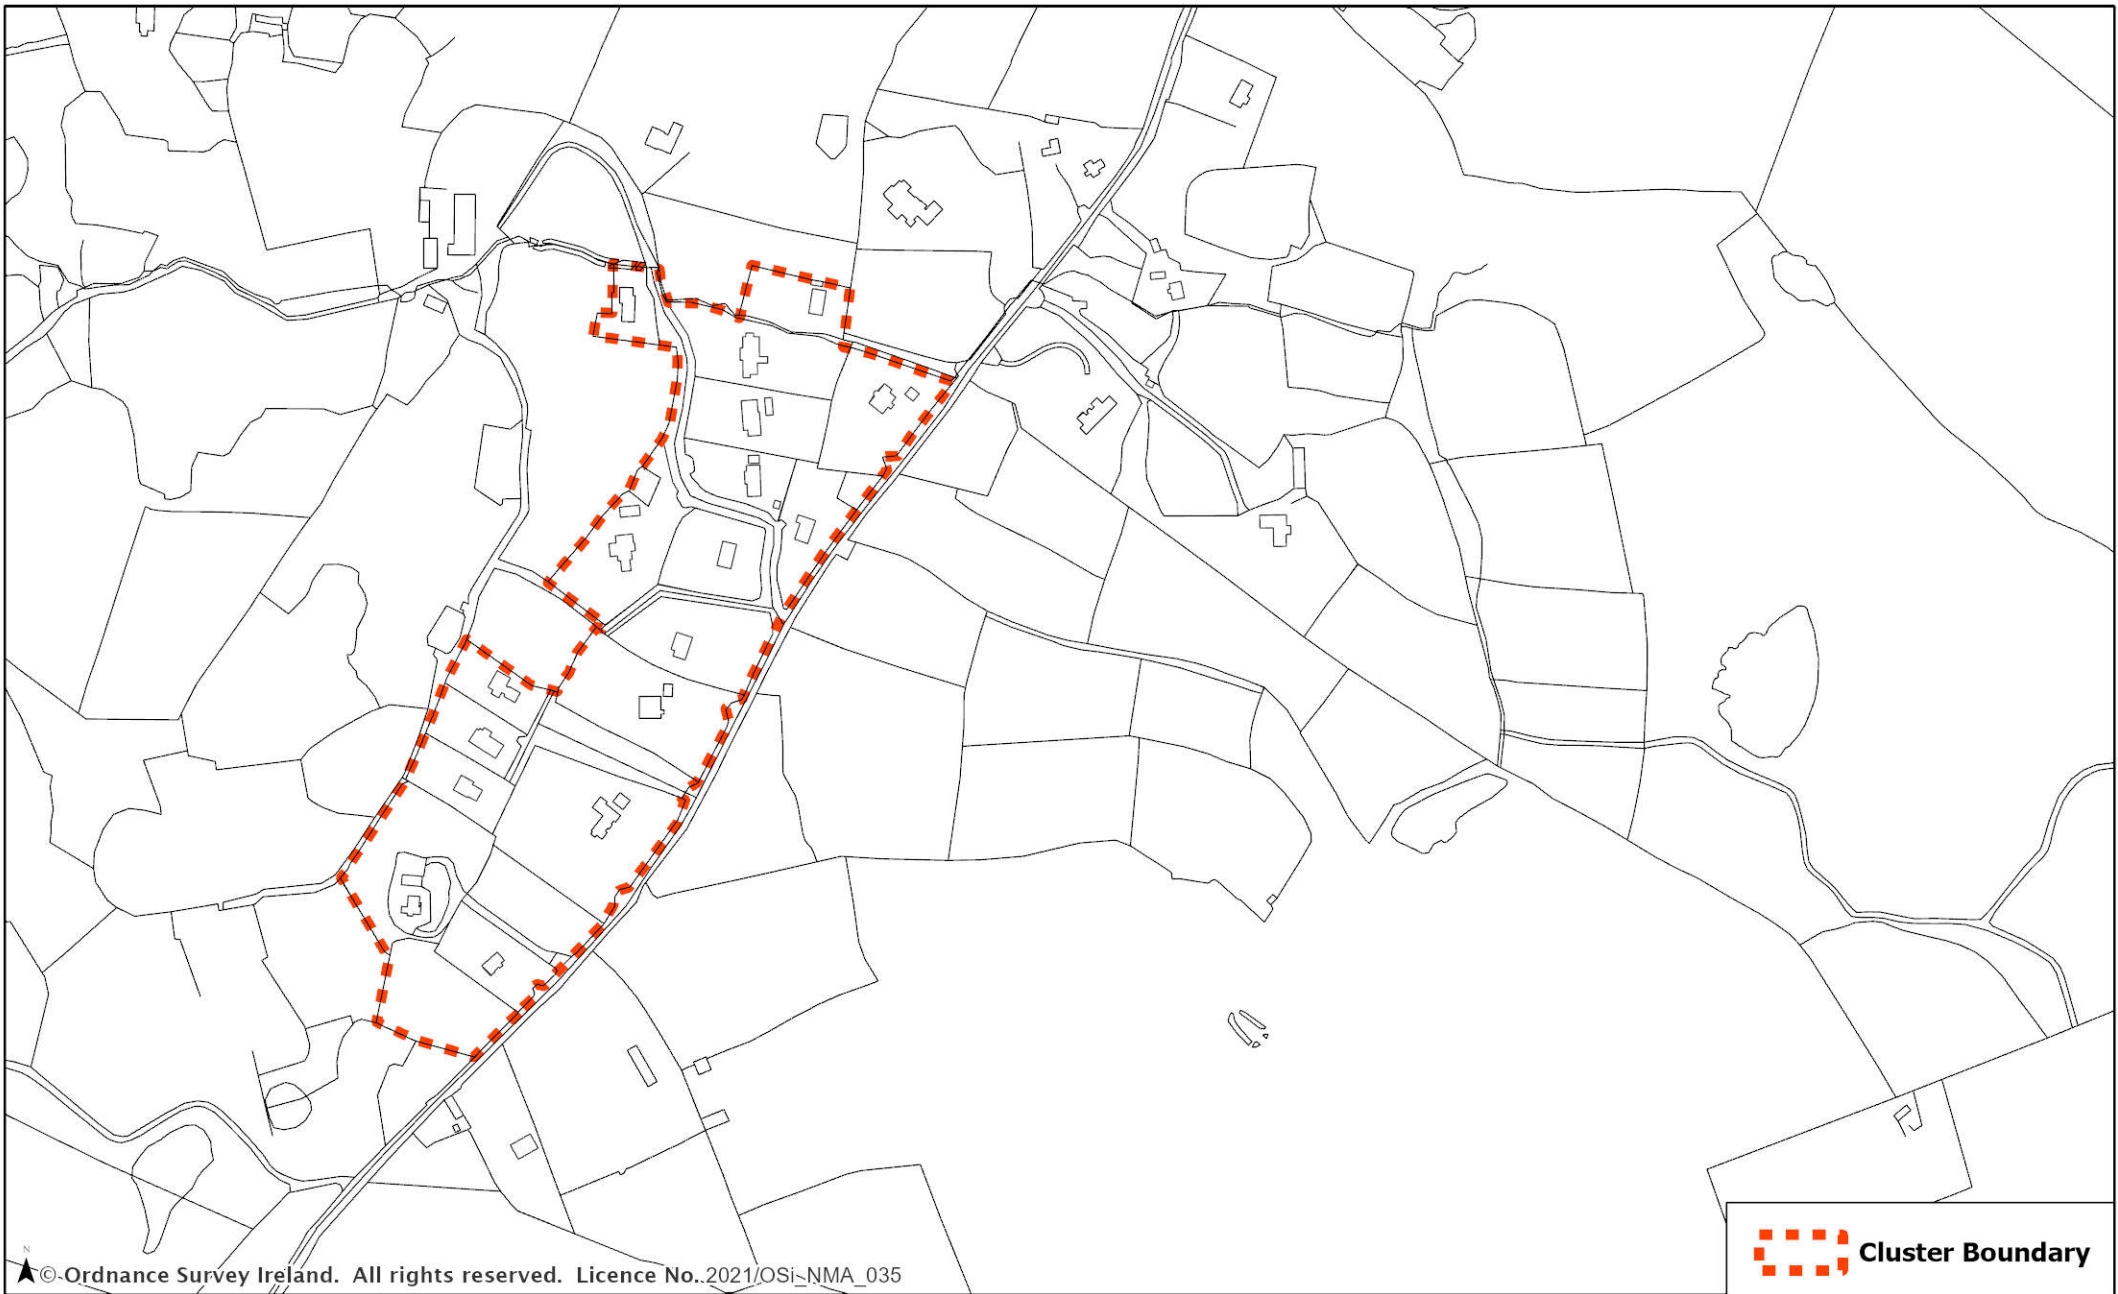 N
© Ordnance Survey Ireland. All rights reserved. Licence No. 2021/OSi_NMA_035
Cluster Boundary